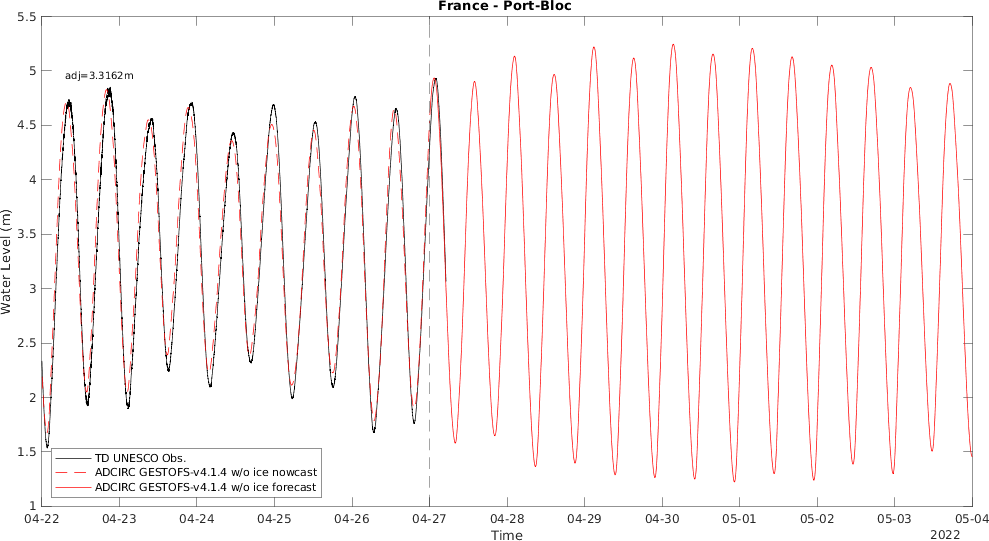 France - Port-Bloc
5.5
5
4.5
4
3.5
3
2.5
2
1.5
1
Water Level (m)
adj=3.3162m
TD UNESCO Obs.
ADCIRC GESTOFS-v4.1.4 w/o ice nowcast
ADCIRC GESTOFS-v4.1.4 w/o ice forecast
04-22 04-23 04-24 04-25 04-26 04-27 04-28 04-29 04-30 05-01 05-02 05-03 05-04
Time
2022